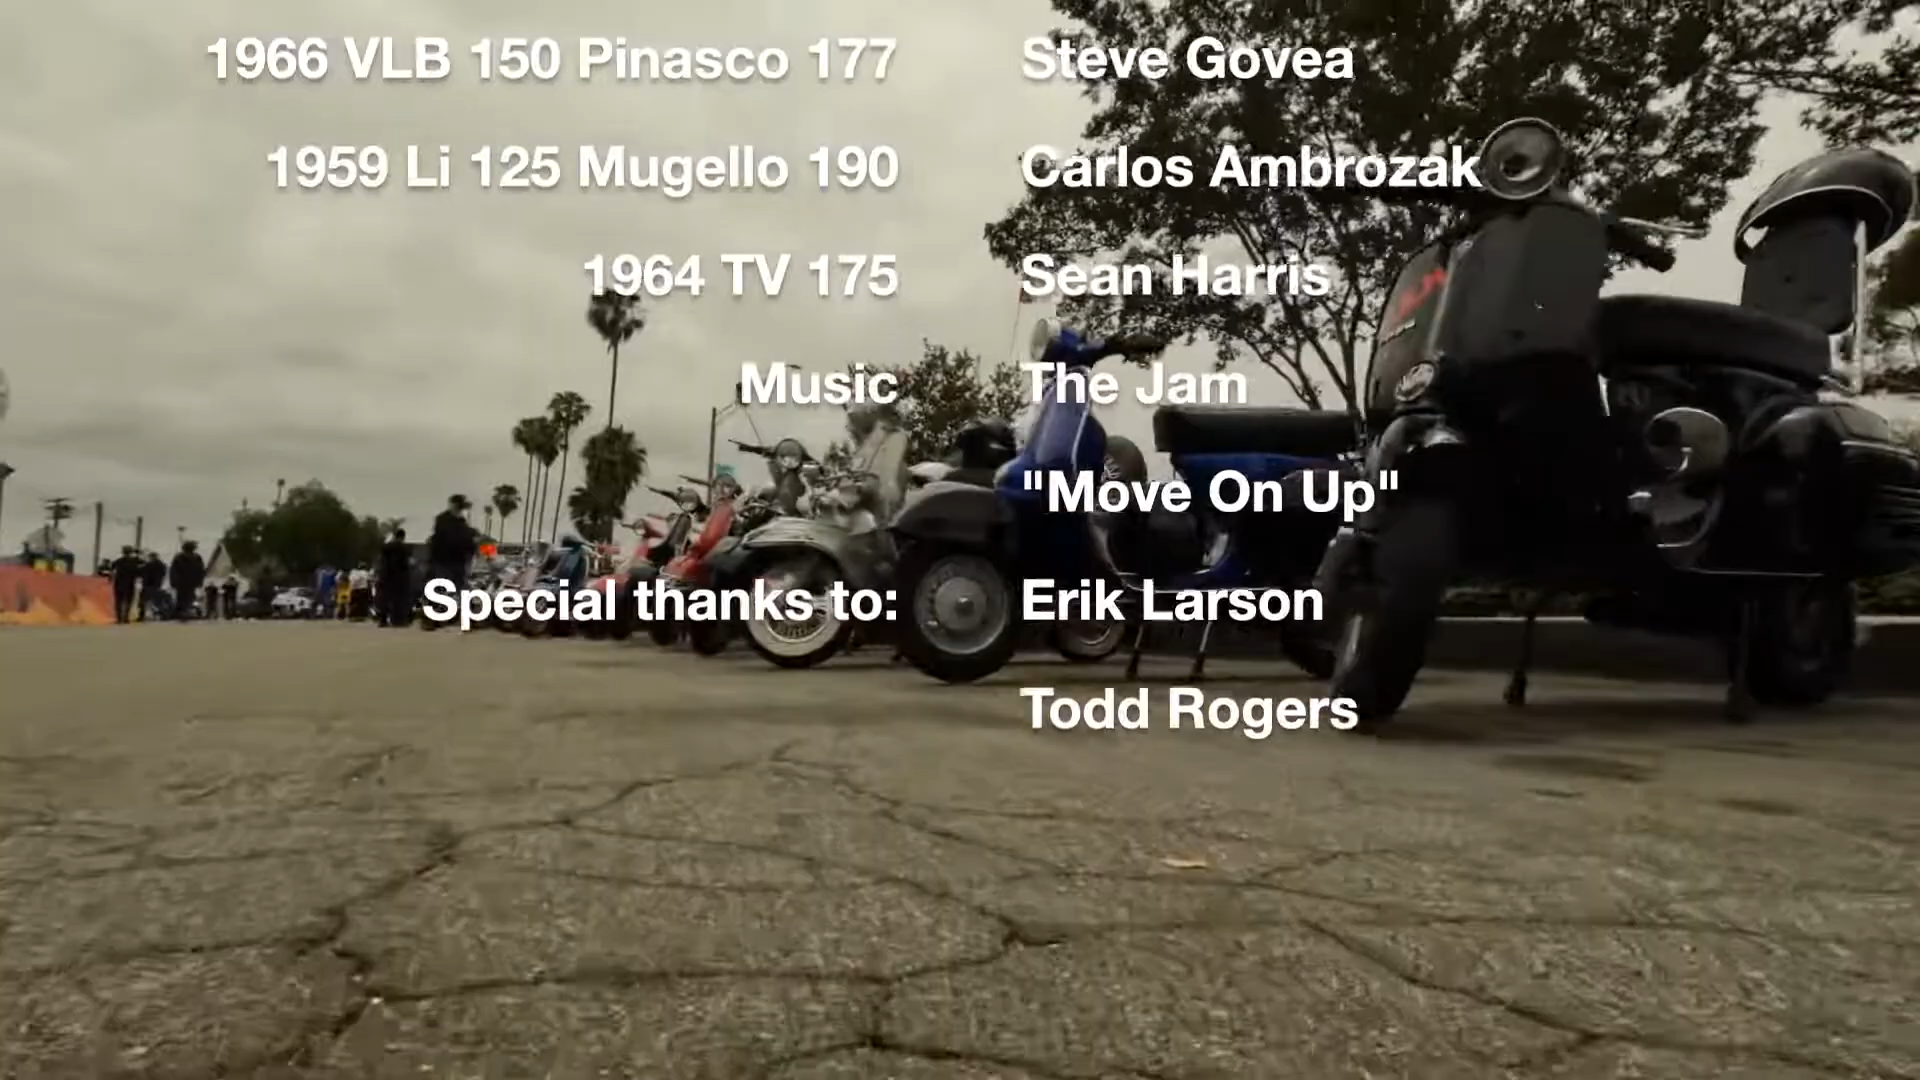 1966 VLB 150 Pinasco 177 Steve Govea
1959 Li 125 Mugello 190 Carlos Ambrozak
1964 TV 175 Sean Harris
Music The Jam
"Move On Up"
Special thanks to: Erik Larson
Todd Rogers